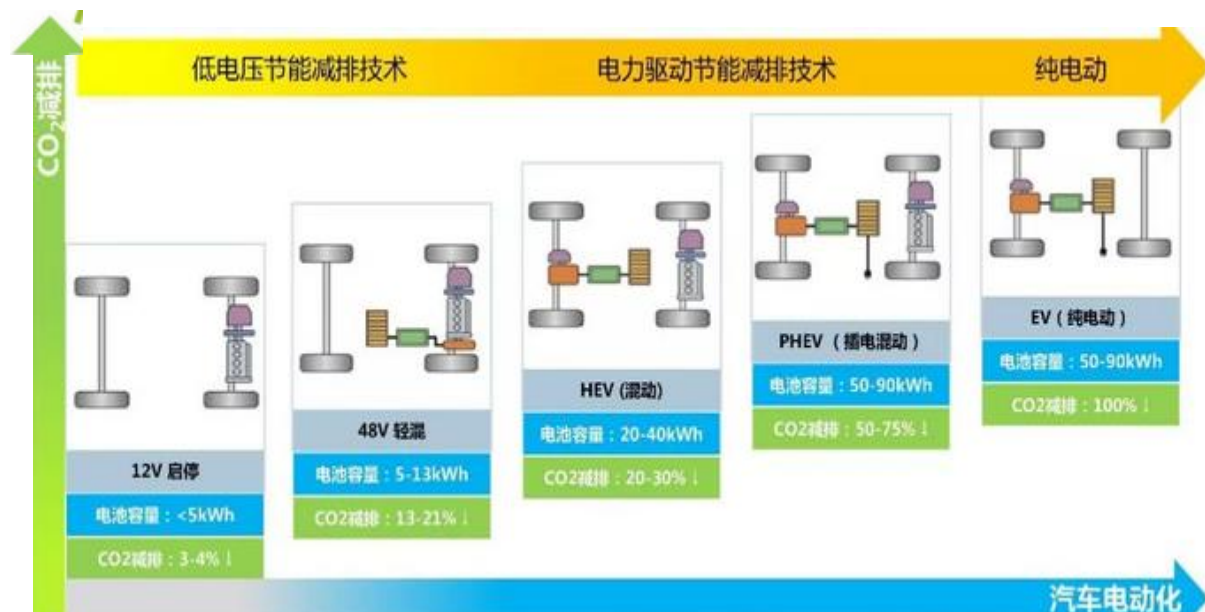 CO₂减排
低电压节能减排技术
电力驱动节能减排技术
纯电动
12V 启停
电池容量：<5kWh
CO2减排：3-4%↓
48V 轻混
电池容量：5-13kWh
CO2减排：13-21%↓
HEV (混动)
电池容量：20-40kWh
CO2减排：20-30%↓
PHEV （插电混动）
电池容量：50-90kWh
CO2减排：50-75%↓
EV（纯电动）
电池容量：50-90kWh
CO2减排：100%↓
汽车电动化